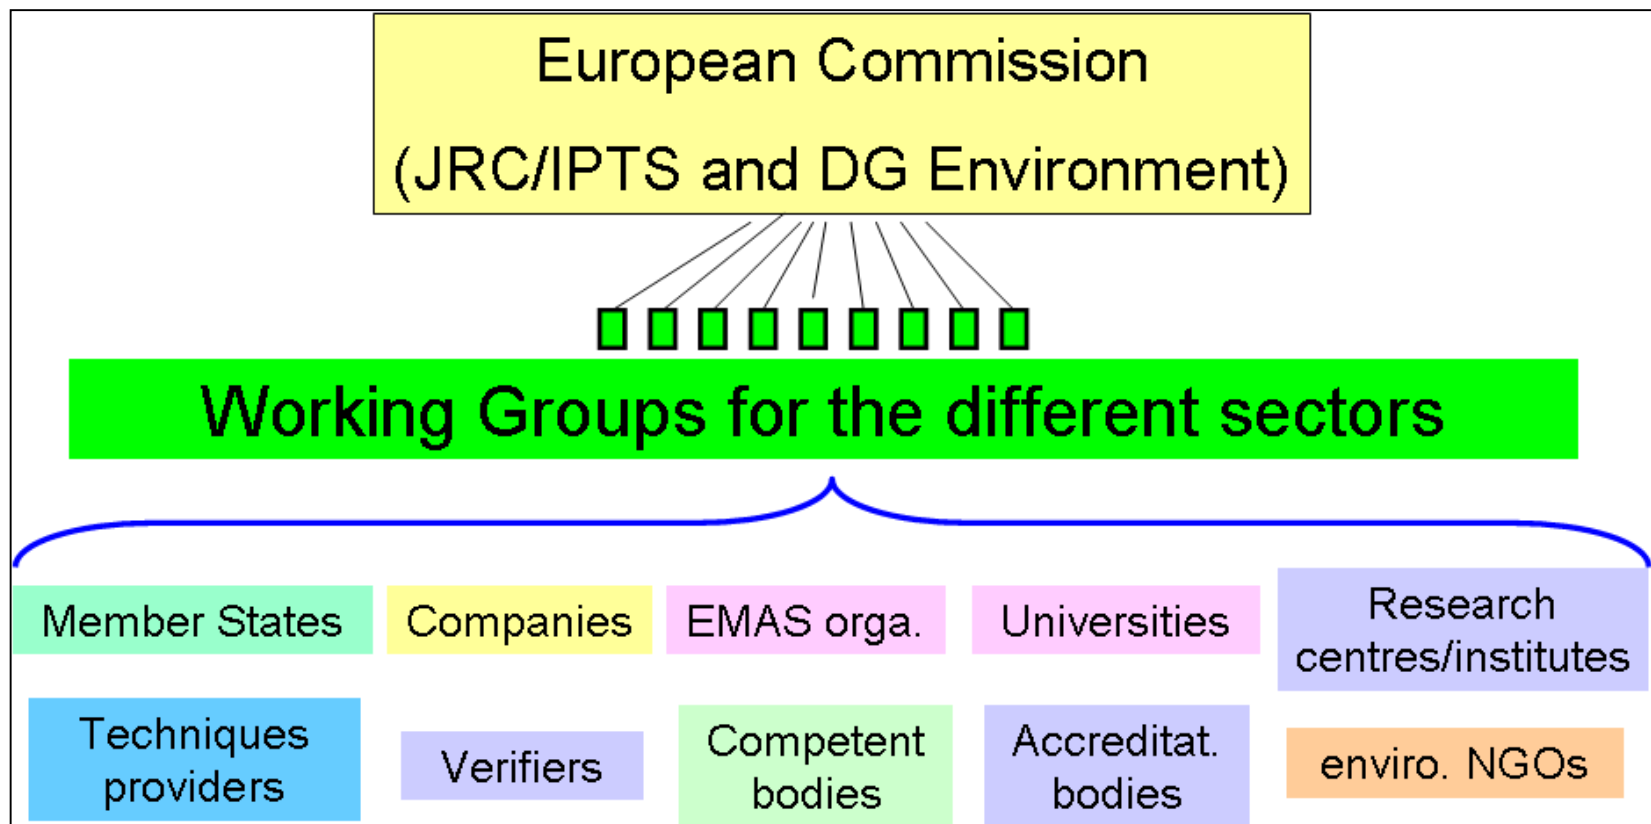 European Commission
(JRC/IPTS and DG Environment)
Working Groups for the different sectors
Member States
Companies
EMAS orga.
Universities
Research
centres/institutes
Techniques
providers
Verifiers
Competent
bodies
Accreditat.
bodies
enviro. NGOs